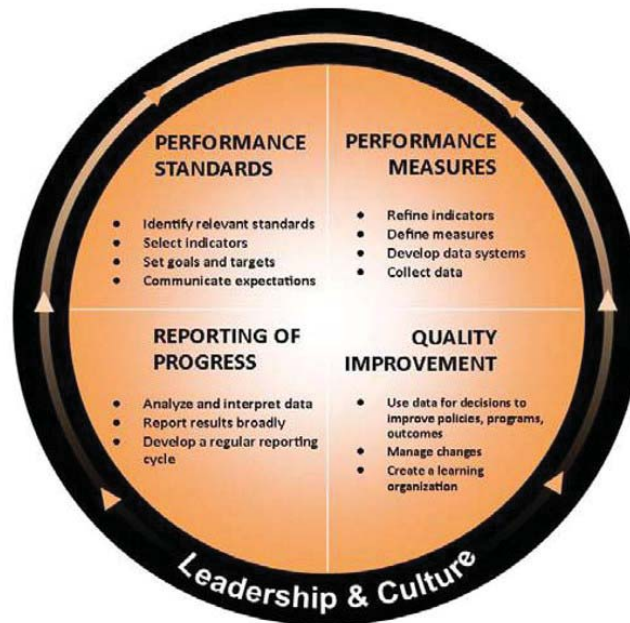 PERFORMANCE
STANDARDS
● Identify relevant standards
● Select indicators
● Set goals and targets
● Communicate expectations
PERFORMANCE
MEASURES
● Refine indicators
● Define measures
● Develop data systems
● Collect data
REPORTING OF
PROGRESS
● Analyze and interpret data
● Report results broadly
● Develop a regular reporting
cycle
QUALITY
IMPROVEMENT
● Use data for decisions to
improve policies, programs,
outcomes
● Manage changes
● Create a learning
organization
Leadership & Culture